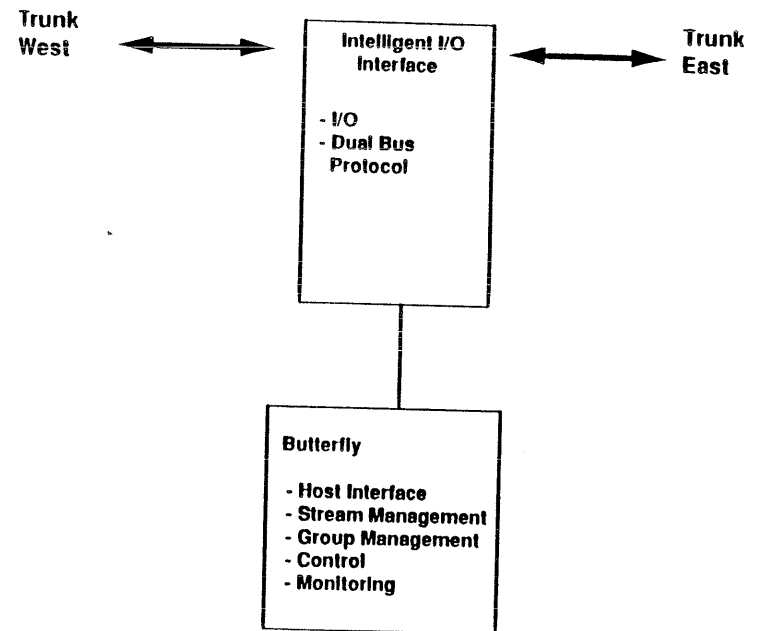 Trunk
West
Intelligent I/O
Interface
Trunk
East
- I/O
- Dual Bus
Protocol
Butterfly
- Host Interface
- Stream Management
- Group Management
- Control
- Monitoring